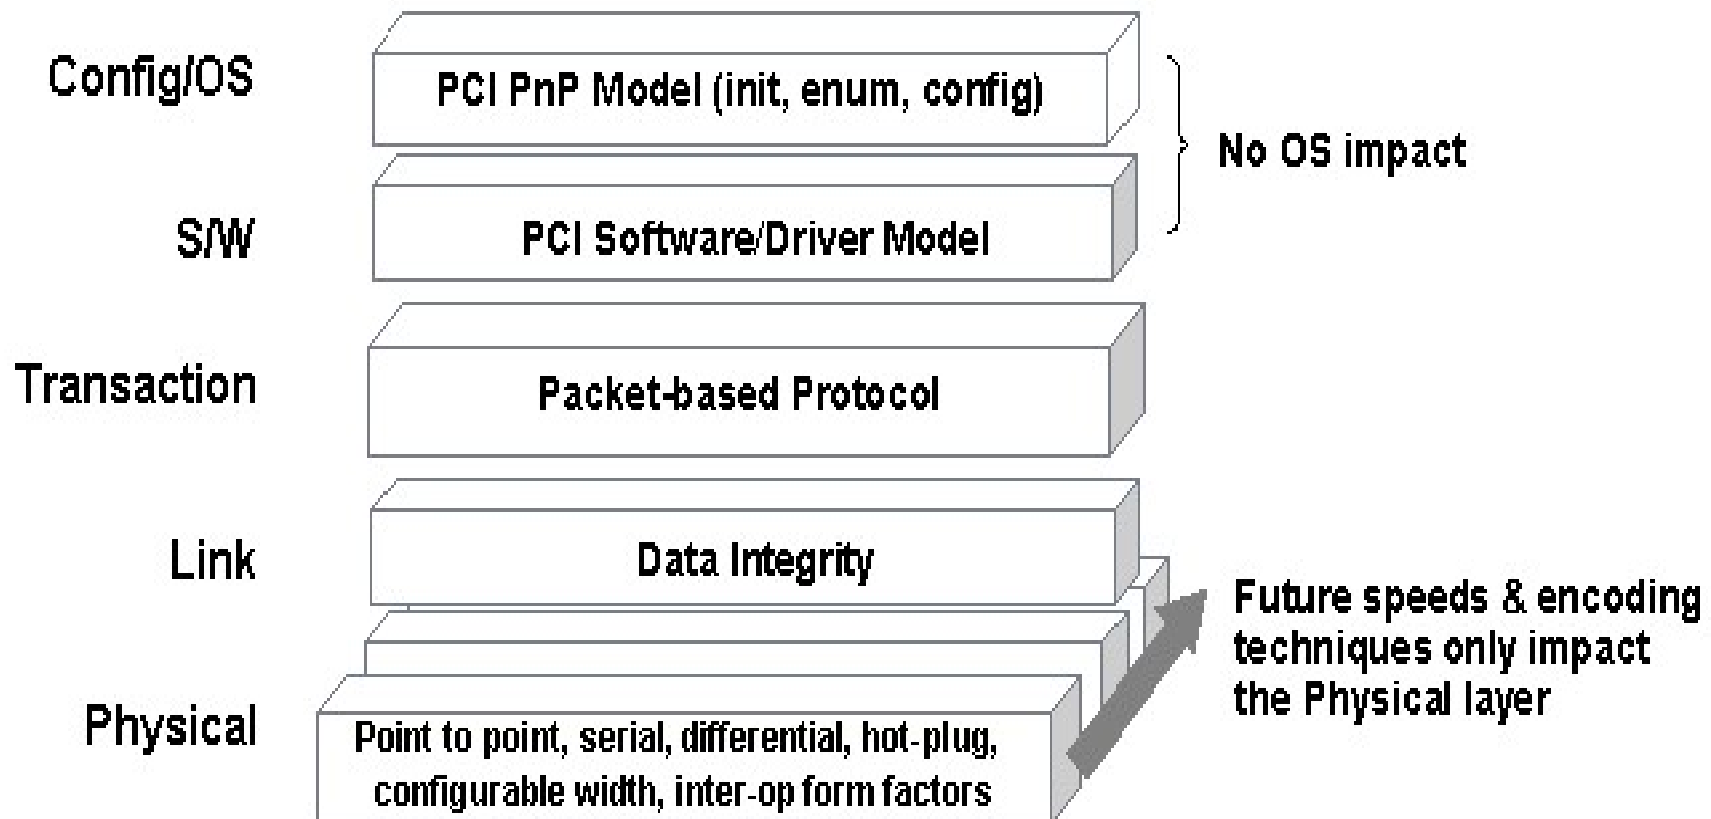 Config/OS
PCI PnP Model (init, enum, config)
No OS impact
S/W
PCI Software/Driver Model
Transaction
Packet-based Protocol
Link
Data Integrity
Future speeds & encoding
techniques only impact
the Physical layer
Physical
Point to point, serial, differential, hot-plug,
configurable width, inter-op form factors